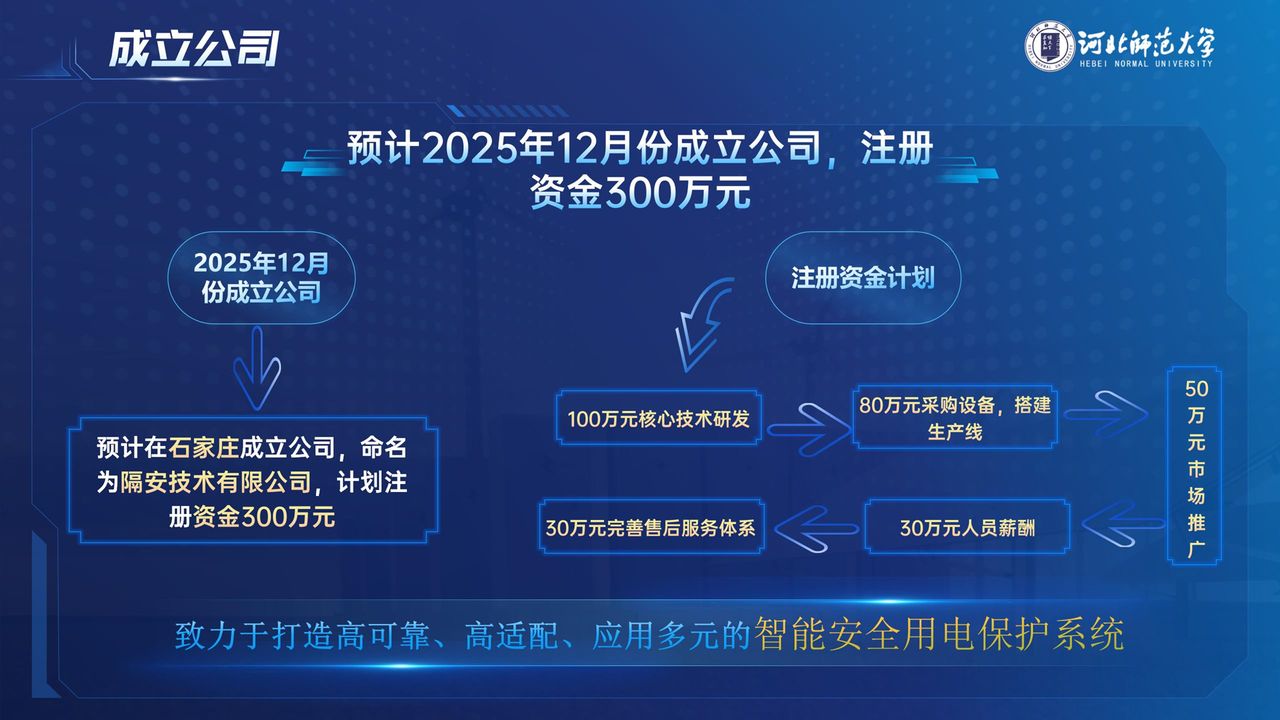 成立公司
河北师范大学
HEBEI NORMAL UNIVERSITY
预计2025年12月份成立公司，注册
资金300万元
2025年12月
份成立公司
预计在石家庄成立公司，命名
为隔安技术有限公司，计划注
册资金300万元
注册资金计划
100万元核心技术研发
80万元采购设备，搭建
生产线
50
万
元
市
场
推
广
30万元人员薪酬
30万元完善售后服务体系
致力于打造高可靠、高适配、应用多元的智能安全用电保护系统